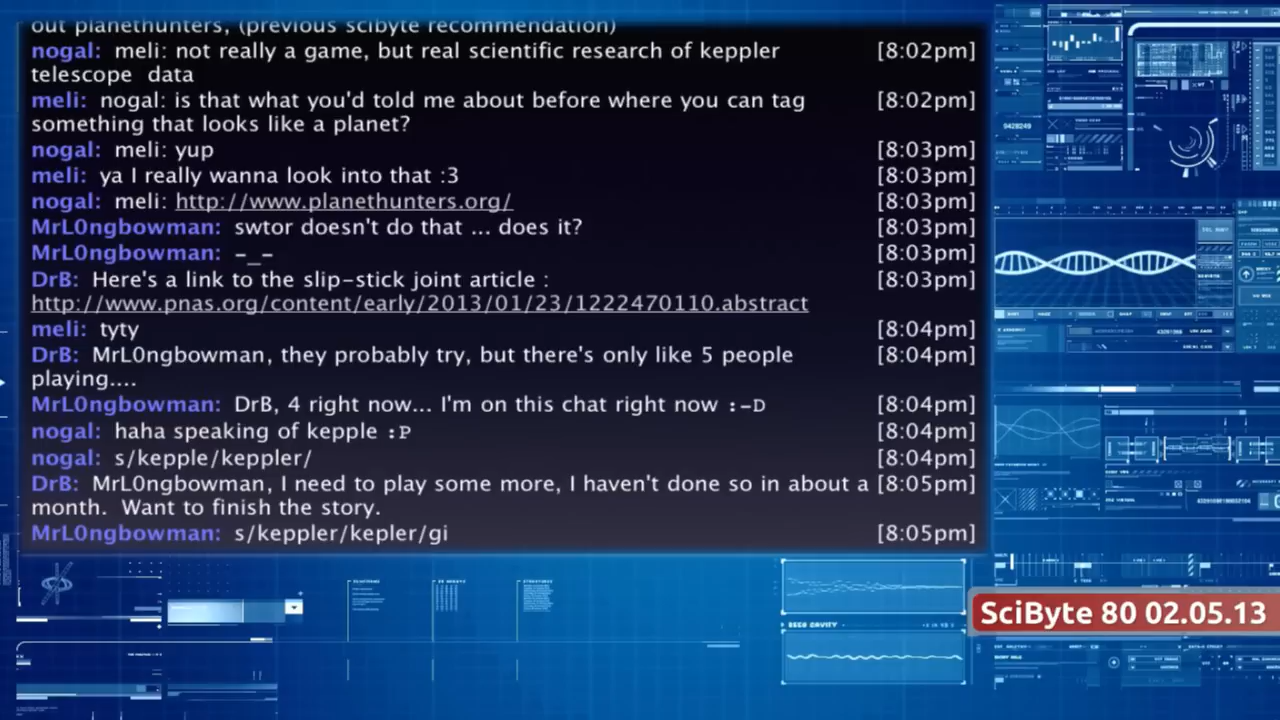 out planethunters, (previous scibyte recommendation)
nogal: meli: not really a game, but real scientific research of keppler [8:02pm]
telescope data
meli: nogal: is that what you'd told me about before where you can tag [8:02pm]
something that looks like a planet?
nogal: meli: yup [8:03pm]
meli: ya I really wanna look into that :3 [8:03pm]
nogal: meli: http://www.planethunters.org/ [8:03pm]
MrL0ngbowman: swtor doesn't do that ... does it? [8:03pm]
MrL0ngbowman: -_- [8:03pm]
DrB: Here's a link to the slip-stick joint article : [8:03pm]
http://www.pnas.org/content/early/2013/01/23/1222470110.abstract
meli: tyty [8:04pm]
DrB: MrL0ngbowman, they probably try, but there's only like 5 people [8:04pm]
playing....
MrL0ngbowman: DrB, 4 right now... I'm on this chat right now :-D [8:04pm]
nogal: haha speaking of kepple :P [8:04pm]
nogal: s/kepple/keppler/ [8:04pm]
DrB: MrL0ngbowman, I need to play some more, I haven't done so in about a [8:05pm]
month. Want to finish the story.
MrL0ngbowman: s/keppler/kepler/gi [8:05pm]
SciByte 80 02.05.13